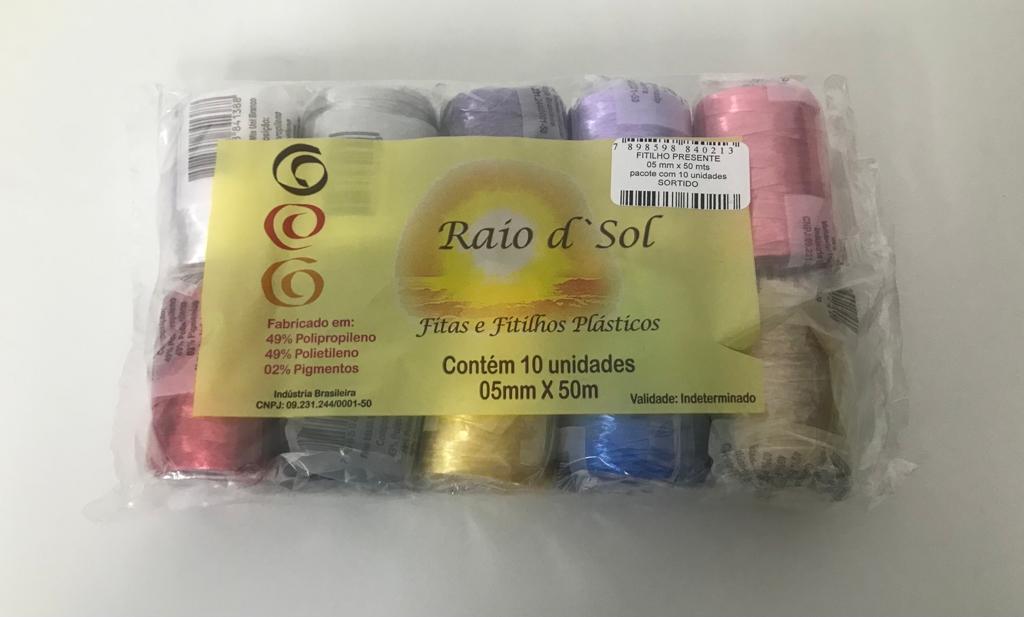 841388
7 898598 840213
FITILHO PRESENTE
05 mm x 50 mts
pacote com 10 unidades
SORTIDO
Raio d`Sol
Fitas e Fitilhos Plásticos
Fabricado em:
49% Polipropileno
49% Polietileno
02% Pigmentos
Contém 10 unidades
05mm X 50m
Indústria Brasileira
CNPJ: 09.231.244/0001-50
Validade: Indeterminado